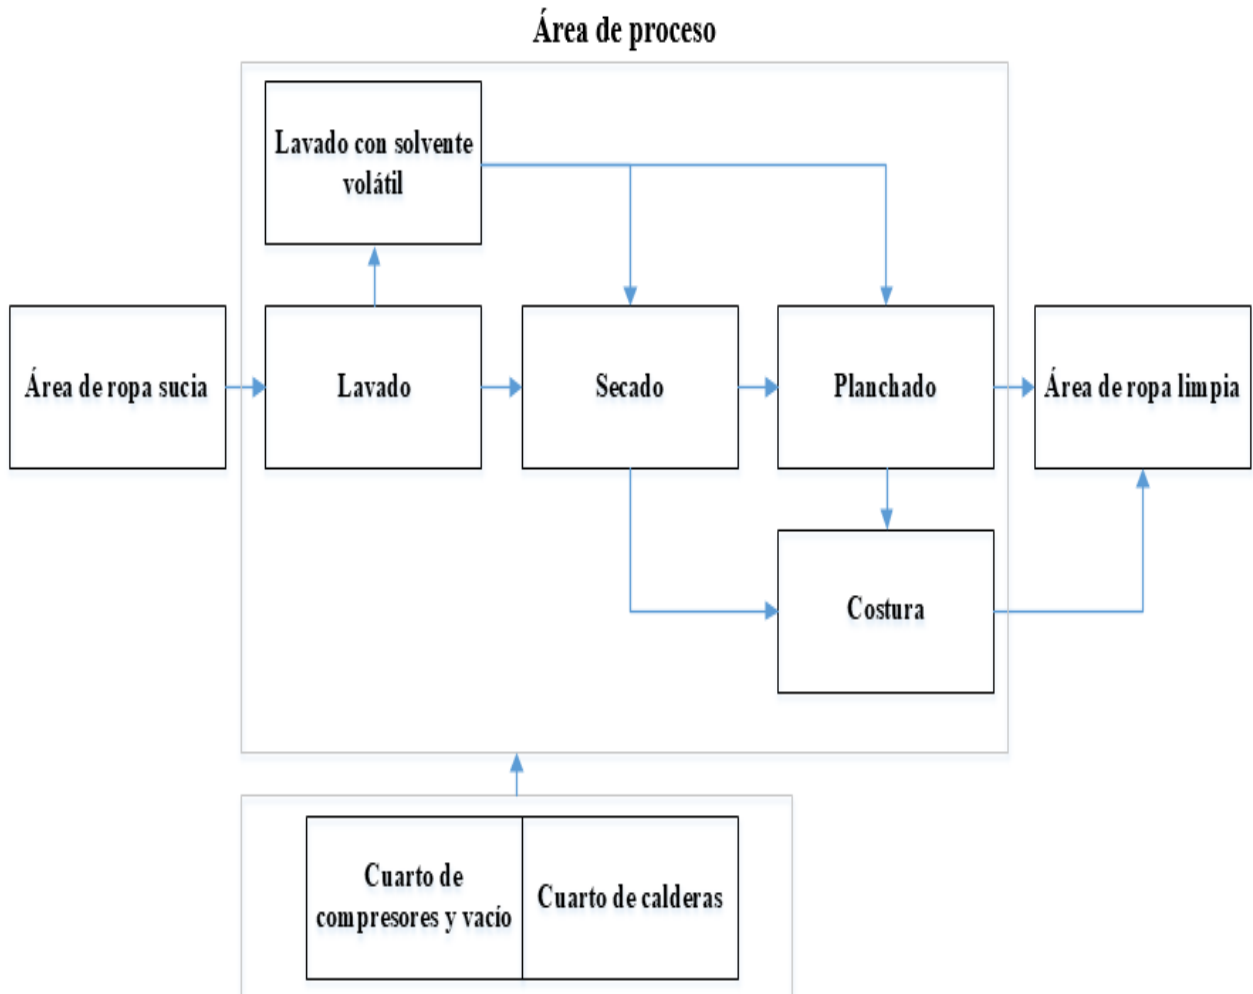 Área de proceso
Lavado con solvente
volátil
Área de ropa sucia
Lavado
Secado
Planchado
Área de ropa limpia
Costura
Cuarto de
compresores y vacío
Cuarto de calderas